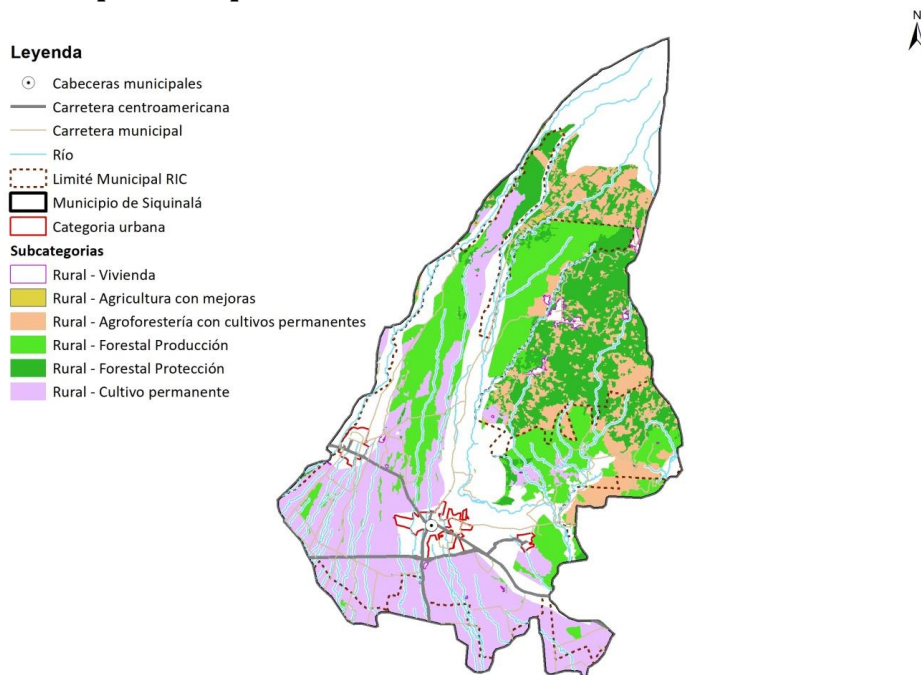 N
Leyenda
Cabeceras municipales
Carretera centroamericana
Carretera municipal
Río
Limité Municipal RIC
Municipio de Siquinalá
Categoria urbana
Subcategorias
Rural - Vivienda
Rural - Agricultura con mejoras
Rural - Agroforestería con cultivos permanentes
Rural - Forestal Producción
Rural - Forestal Protección
Rural - Cultivo permanente